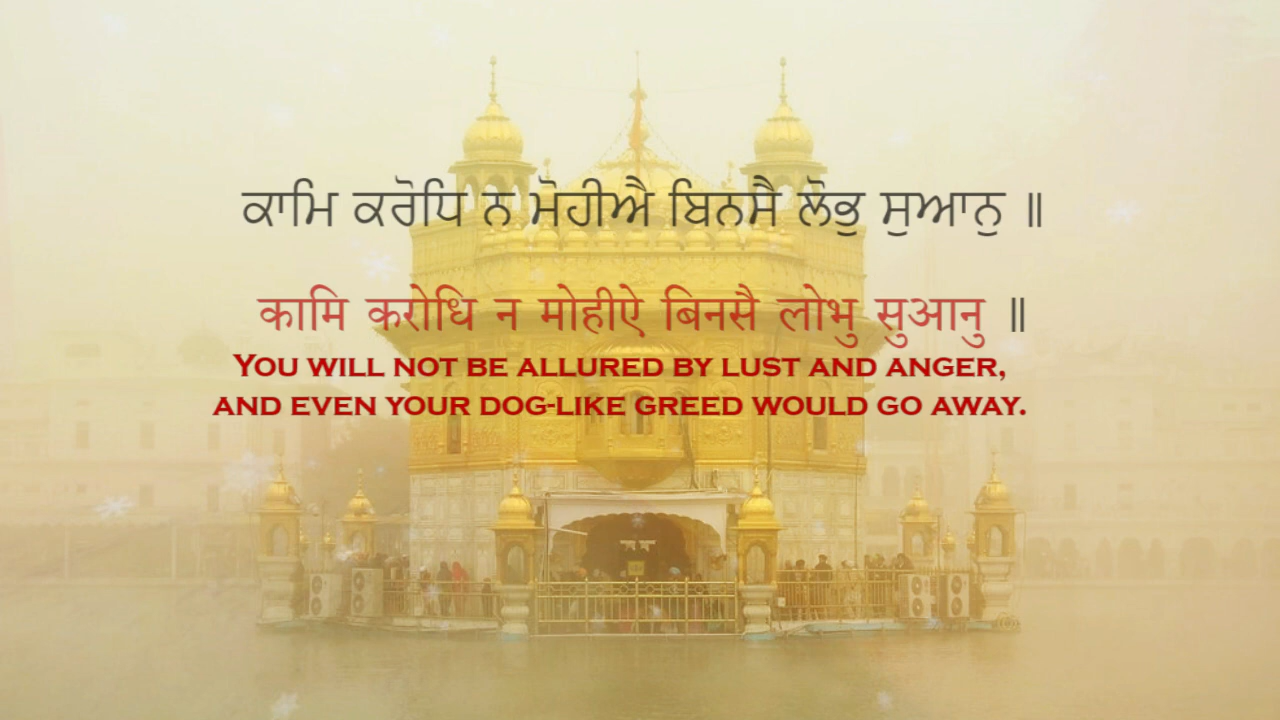 ਕਾਮਿ ਕਰੋਧਿ ਨ ਮੋਹੀਐ ਬਿਨਸੈ ਲੋਭੁ ਸੁਆਨੁ ॥
कामि करोधि न मोहीऐ बिनसै लोभु सुआनु ॥
You will not be allured by lust and anger,
and even your dog-like greed would go away.